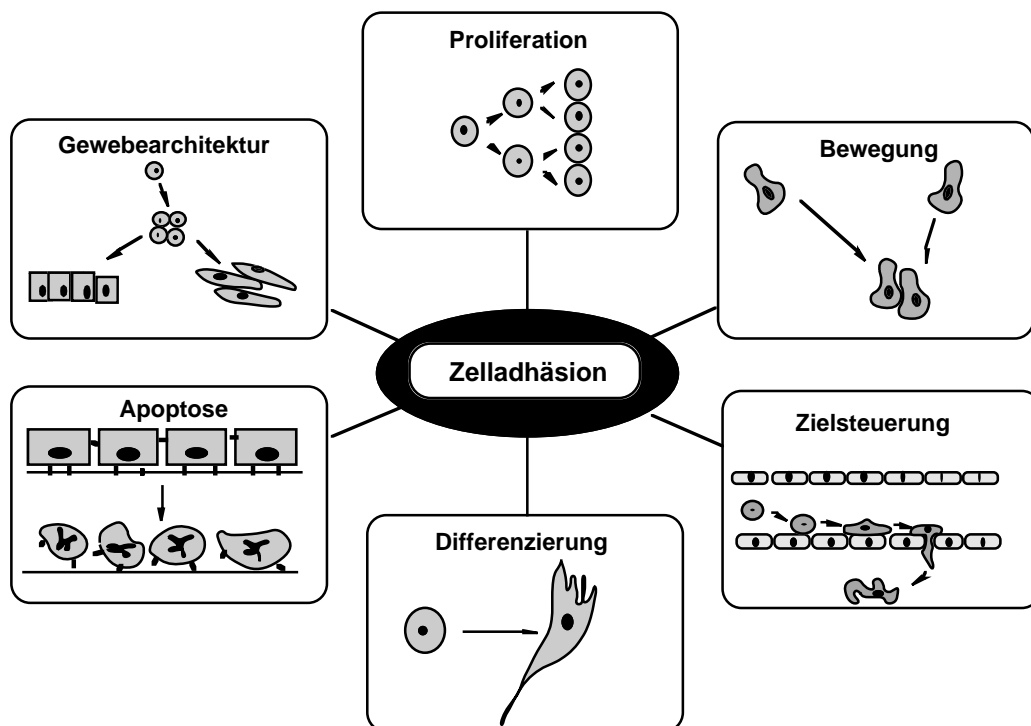 Proliferation
Gewebearchitektur
Bewegung
Zelladhäsion
Apoptose
Zielsteuerung
Differenzierung